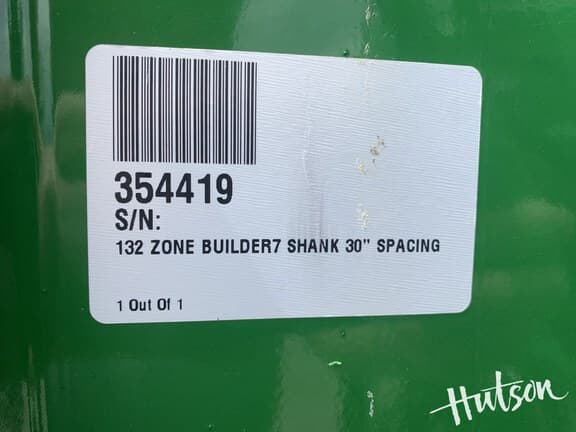 354419
S/N:
132 ZONE BUILDER7 SHANK 30" SPACING
1 Out Of 1
Hutson